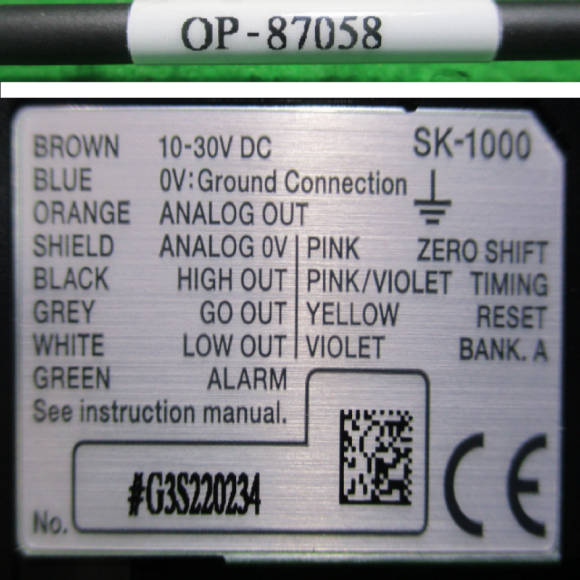 OP-87058
BROWN 10-30V DC SK-1000
BLUE 0V:Ground Connection
ORANGE ANALOG OUT
SHIELD ANALOG 0V PINK ZERO SHIFT
BLACK HIGH OUT PINK/VIOLET TIMING
GREY GO OUT YELLOW RESET
WHITE LOW OUT VIOLET BANK. A
GREEN ALARM
See instruction manual.
No. #G3S220234
CE